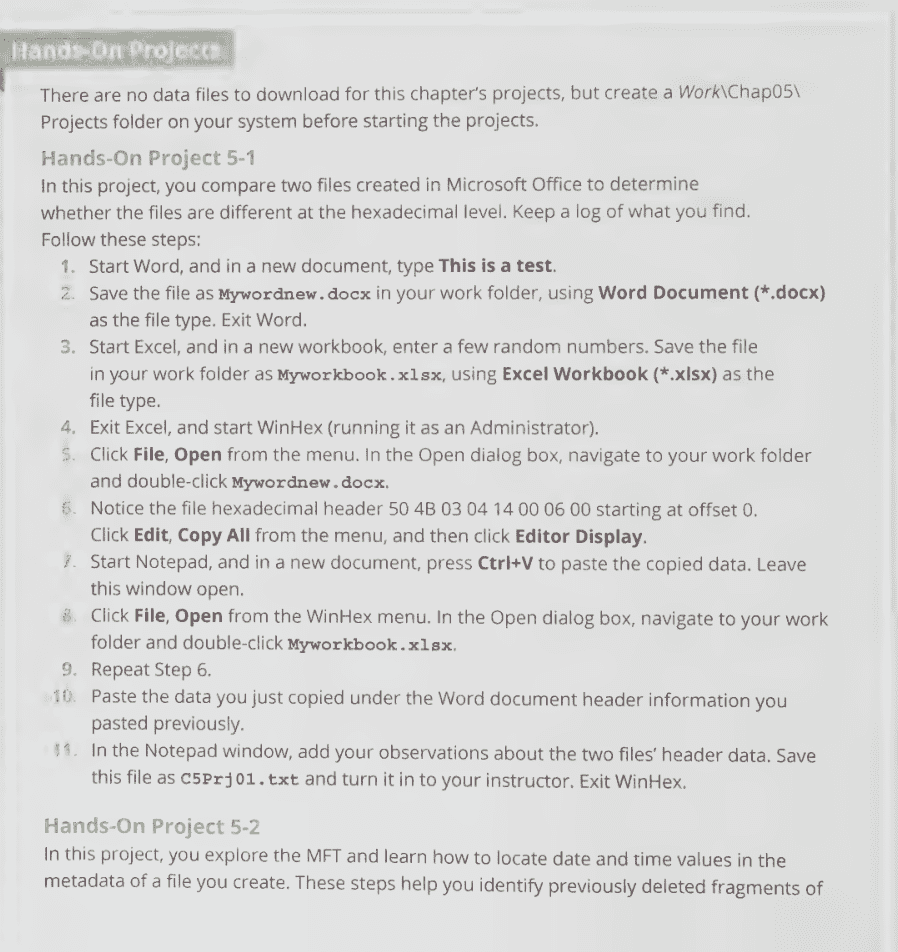 Hands-On Projects
There are no data files to download for this chapter's projects, but create a Work\Chap05\
Projects folder on your system before starting the projects.
Hands-On Project 5-1
In this project, you compare two files created in Microsoft Office to determine
whether the files are different at the hexadecimal level. Keep a log of what you find.
Follow these steps:
1. Start Word, and in a new document, type This is a test.
2. Save the file as Mywordnew.docx in your work folder, using Word Document (*.docx)
as the file type. Exit Word.
3. Start Excel, and in a new workbook, enter a few random numbers. Save the file
in your work folder as Myworkbook.xlsx, using Excel Workbook (*.xlsx) as the
file type.
4. Exit Excel, and start WinHex (running it as an Administrator).
5. Click File, Open from the menu. In the Open dialog box, navigate to your work folder
and double-click Mywordnew.docx.
6. Notice the file hexadecimal header 50 4B 03 04 14 00 06 00 starting at offset 0.
Click Edit, Copy All from the menu, and then click Editor Display.
7. Start Notepad, and in a new document, press Ctrl+V to paste the copied data. Leave
this window open.
8. Click File, Open from the WinHex menu. In the Open dialog box, navigate to your work
folder and double-click Myworkbook.xlsx.
9. Repeat Step 6.
10. Paste the data you just copied under the Word document header information you
pasted previously.
11. In the Notepad window, add your observations about the two files' header data. Save
this file as C5Prj01.txt and turn it in to your instructor. Exit WinHex.
Hands-On Project 5-2
In this project, you explore the MFT and learn how to locate date and time values in the
metadata of a file you create. These steps help you identify previously deleted fragments of